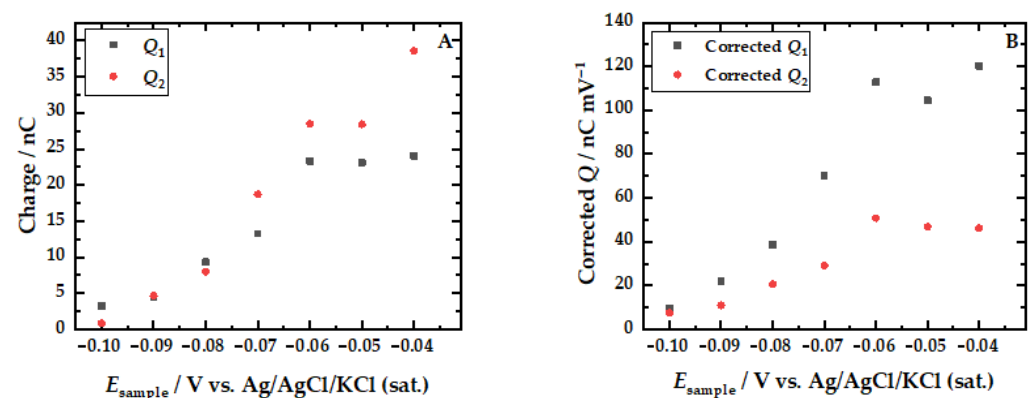 A
Q₁
Q₂
Charge / nC
40
35
30
25
20
15
10
5
0
−0.10 −0.09 −0.08 −0.07 −0.06 −0.05 −0.04
E_sample / V vs. Ag/AgCl/KCl (sat.)
B
Corrected Q₁
Corrected Q₂
Corrected Q / nC mV⁻¹
140
120
100
80
60
40
20
0
−0.10 −0.09 −0.08 −0.07 −0.06 −0.05 −0.04
E_sample / V vs. Ag/AgCl/KCl (sat.)